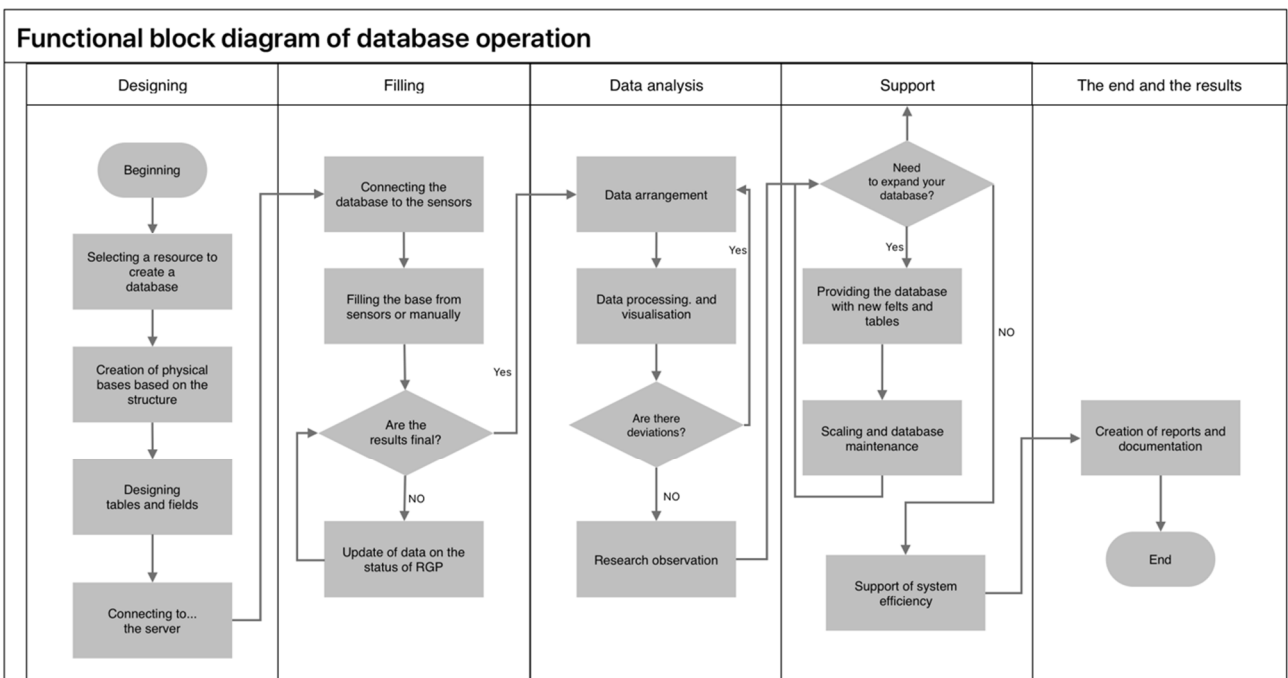 Functional block diagram of database operation
Designing
Filling
Data analysis
Support
The end and the results
Beginning
Selecting a resource to
create a
database
Creation of physical
bases based on the
structure
Designing
tables and fields
Connecting to...
the server
Connecting the
database to the sensors
Filling the base from
sensors or manually
Yes
Are the
results final?
NO
Update of data on the
status of RGP
Data arrangement
Yes
Data processing. and
visualisation
Are there
deviations?
NO
Research observation
Need
to expand your
database?
Yes
Providing the database
with new felts and
tables
NO
Scaling and database
maintenance
Support of system
efficiency
Creation of reports and
documentation
End